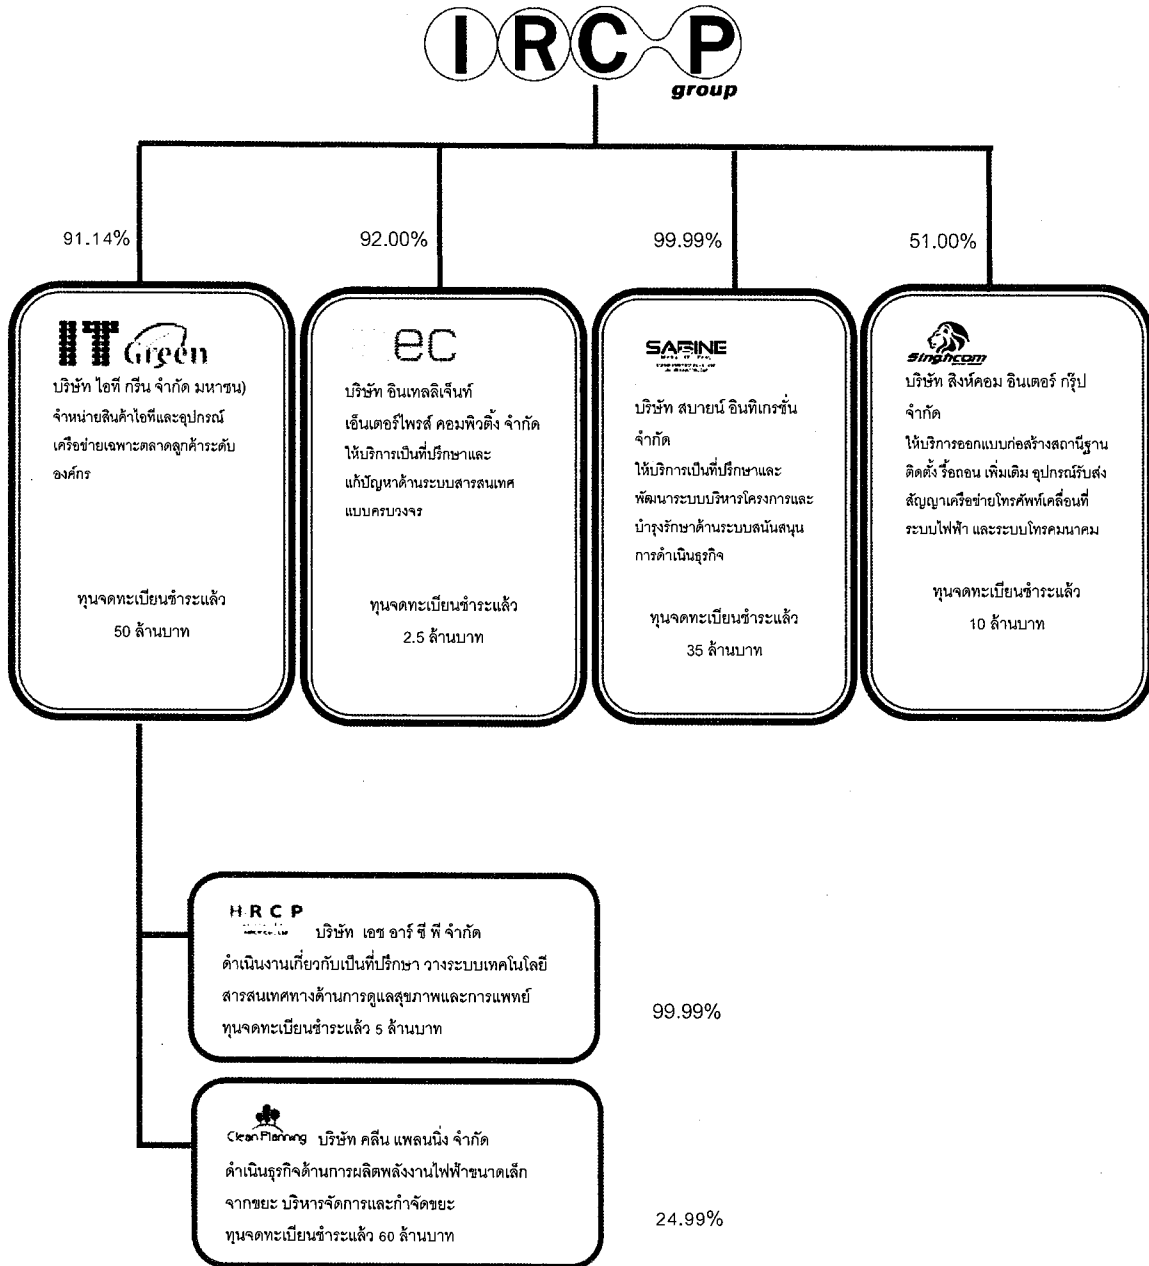 IRCP
group
91.14%
92.00%
99.99%
51.00%
IT Green
บริษัท ไอที กรีน จำกัด มหาชน)
จำหน่ายสินค้าไอทีและอุปกรณ์
เครือข่ายเฉพาะตลาดลูกค้าระดับ
องค์กร
ทุนจดทะเบียนชำระแล้ว
50 ล้านบาท
ec
บริษัท อินเทลลิเจ็นท์
เอ็นเตอร์ไพรส์ คอมพิวติ้ง จำกัด
ให้บริการเป็นที่ปรึกษาและ
แก้ปัญหาด้านระบบสารสนเทศ
แบบครบวงจร
ทุนจดทะเบียนชำระแล้ว
2.5 ล้านบาท
SABINE
บริษัท สบายน์ อินทิเกรชั่น
จำกัด
ให้บริการเป็นที่ปรึกษาและ
พัฒนาระบบบริหารโครงการและ
บำรุงรักษาด้านระบบสนับสนุน
การดำเนินธุรกิจ
ทุนจดทะเบียนชำระแล้ว
35 ล้านบาท
Singhcom
บริษัท สิงห์คอม อินเตอร์ กรุ๊ป
จำกัด
ให้บริการออกแบบก่อสร้างสถานีฐาน
ติดตั้ง รื้อถอน เพิ่มเติม อุปกรณ์รับส่ง
สัญญาเครือข่ายโทรศัพท์เคลื่อนที่
ระบบไฟฟ้า และระบบโทรคมนาคม
ทุนจดทะเบียนชำระแล้ว
10 ล้านบาท
HRCP
บริษัท เอช อาร์ ซี พี จำกัด
ดำเนินงานเกี่ยวกับเป็นที่ปรึกษา วางระบบเทคโนโลยี
สารสนเทศทางด้านการดูแลสุขภาพและการแพทย์
ทุนจดทะเบียนชำระแล้ว 5 ล้านบาท
99.99%
Clean Planning บริษัท คลีน แพลนนิ่ง จำกัด
ดำเนินธุรกิจด้านการผลิตพลังงานไฟฟ้าขนาดเล็ก
จากขยะ บริหารจัดการและกำจัดขยะ
ทุนจดทะเบียนชำระแล้ว 60 ล้านบาท
24.99%